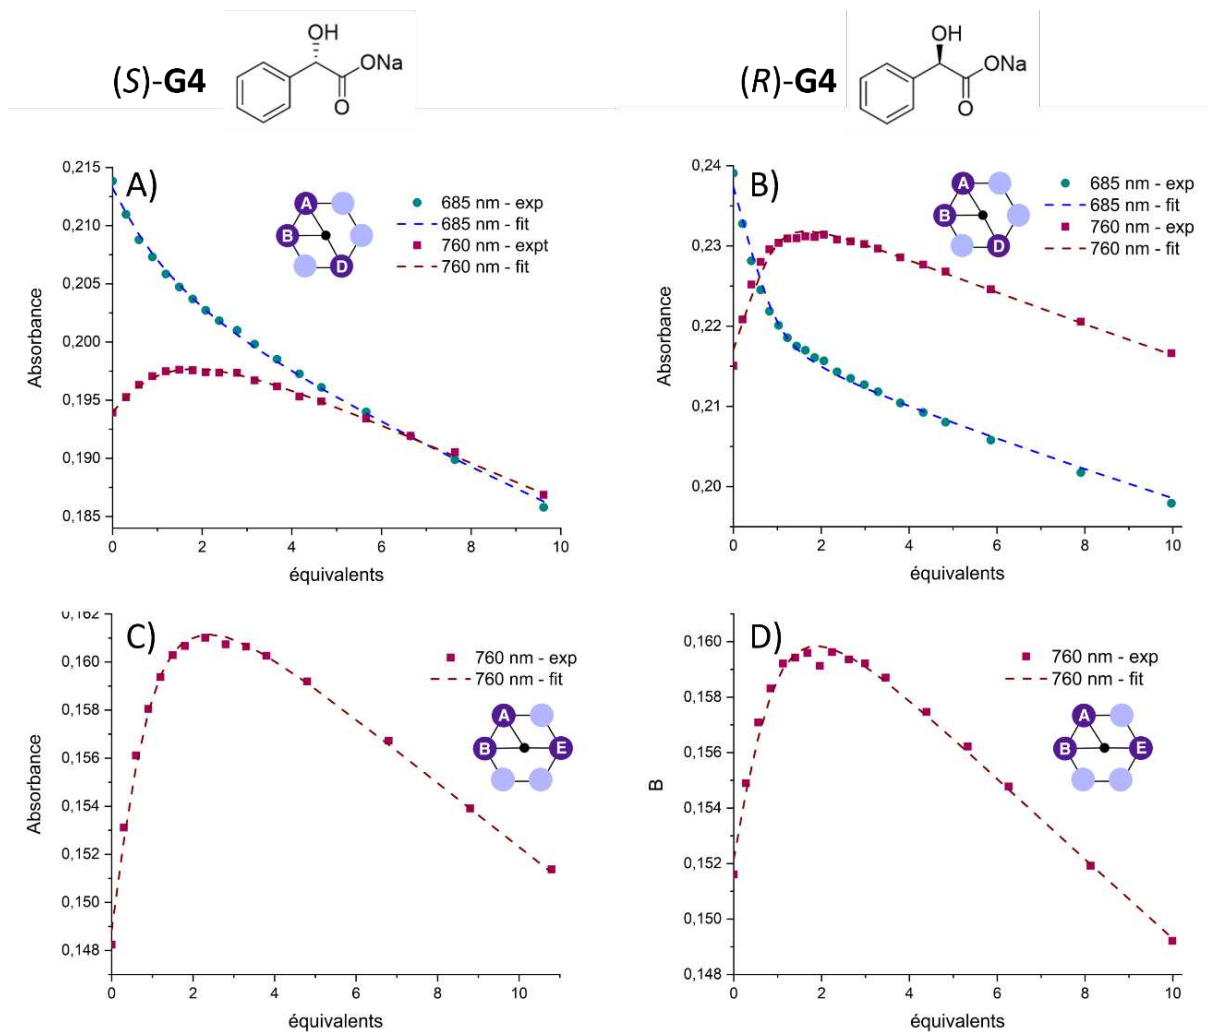 (S)-G4
OH
ONa
O
(R)-G4
OH
ONa
O
A)
0,215
0,210
0,205
0,200
0,195
0,190
0,185
0 2 4 6 8 10
Absorbance
équivalents
A
B
D
685 nm - exp
685 nm - fit
760 nm - expt
760 nm - fit
B)
0,24
0,23
0,22
0,21
0,20
0 2 4 6 8 10
Absorbance
équivalents
A
B
D
685 nm - exp
685 nm - fit
760 nm - exp
760 nm - fit
C)
0,162
0,160
0,158
0,156
0,154
0,152
0,150
0,148
0 2 4 6 8 10
Absorbance
équivalents
760 nm - exp
760 nm - fit
A
B
E
D)
0,160
0,158
0,156
0,154
0,152
0,150
0,148
0 2 4 6 8 10
B
équivalents
760 nm - exp
760 nm - fit
A
B
E